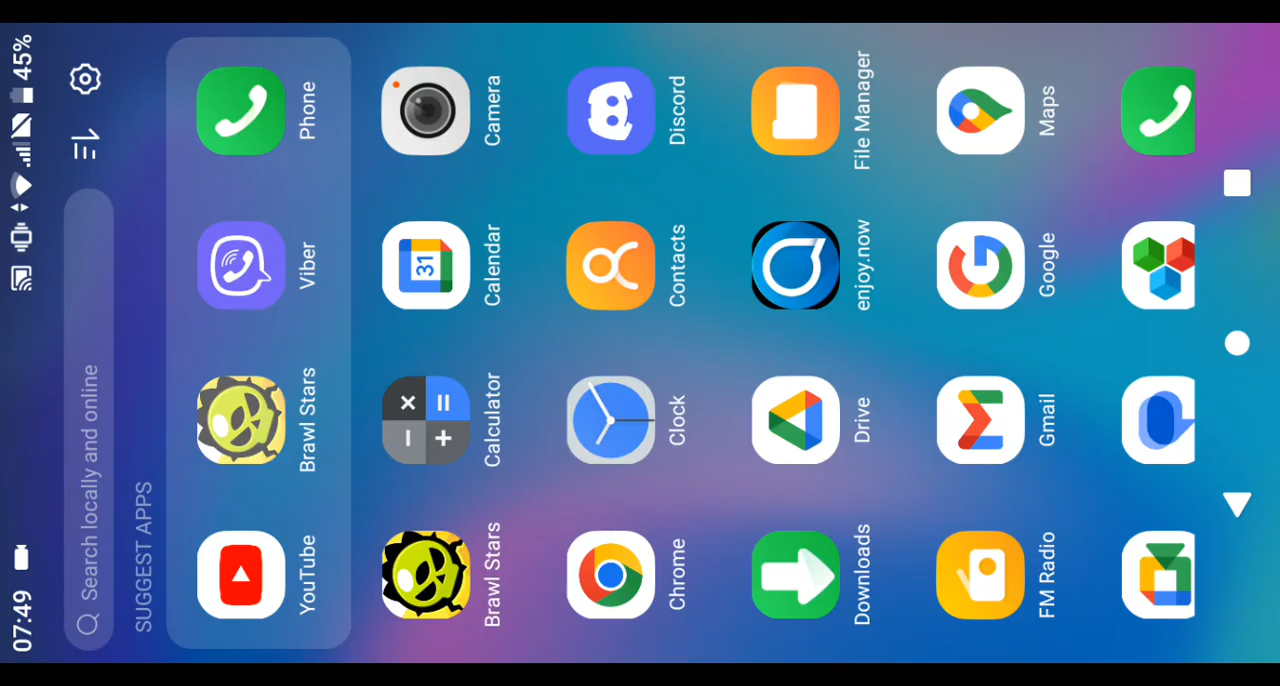 07:49
45%
Search locally and online
SUGGEST APPS
YouTube
Brawl Stars
Viber
Phone
Brawl Stars
Calculator
Calendar
31
Camera
Chrome
Clock
Contacts
Discord
Downloads
Drive
enjoy.now
File Manager
FM Radio
Gmail
Google
Maps